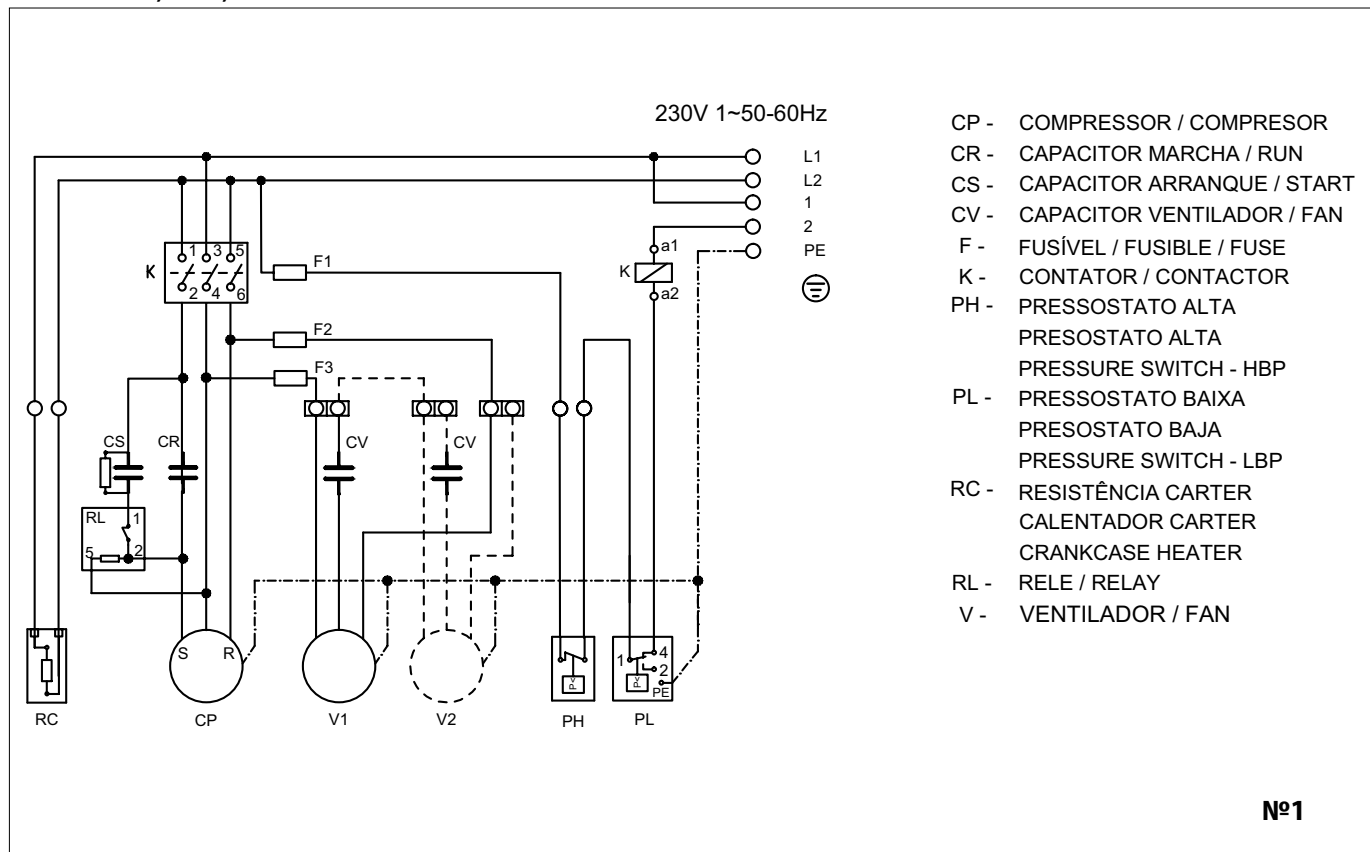 230V 1~50-60Hz
L1
L2
1
2
PE
a1
K
a2
1 3 5
K
2 4 6
F1
F2
F3
CS
CR
CV
CV
RL
1
5
2
S
R
1
4
2
P<
P<
PE
RC
CP
V1
V2
PH
PL
CP - COMPRESSOR / COMPRESOR
CR - CAPACITOR MARCHA / RUN
CS - CAPACITOR ARRANQUE / START
CV - CAPACITOR VENTILADOR / FAN
F - FUSÍVEL / FUSIBLE / FUSE
K - CONTATOR / CONTACTOR
PH - PRESSOSTATO ALTA
PRESOSTATO ALTA
PRESSURE SWITCH - HBP
PL - PRESSOSTATO BAIXA
PRESOSTATO BAJA
PRESSURE SWITCH - LBP
RC - RESISTÊNCIA CARTER
CALENTADOR CARTER
CRANKCASE HEATER
RL - RELE / RELAY
V - VENTILADOR / FAN
Nº1